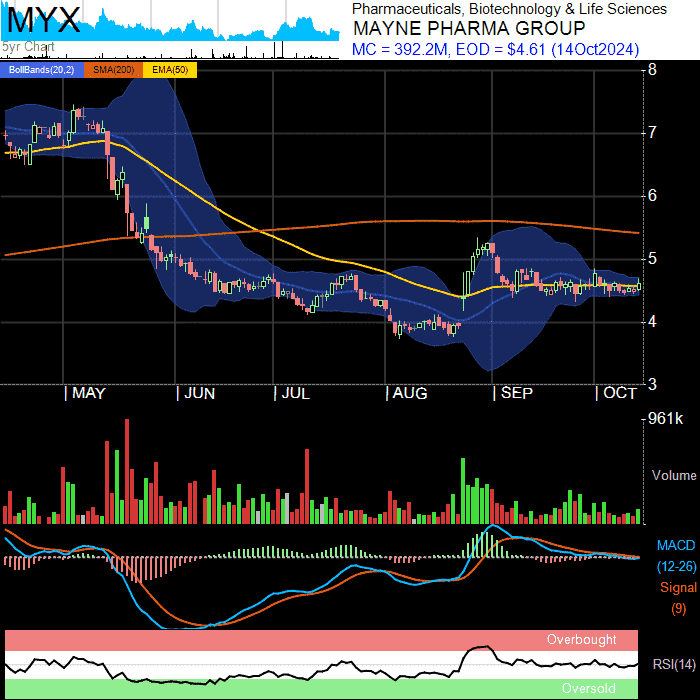 MYX
5yr Chart
Pharmaceuticals, Biotechnology & Life Sciences
MAYNE PHARMA GROUP
MC = 392.2M, EOD = $4.61 (14Oct2024)
BollBands(20,2) SMA(200) EMA(50)
8
7
6
5
4
3
MAY JUN JUL AUG SEP OCT
961k
Volume
MACD
(12-26)
Signal
(9)
Overbought
RSI(14)
Oversold